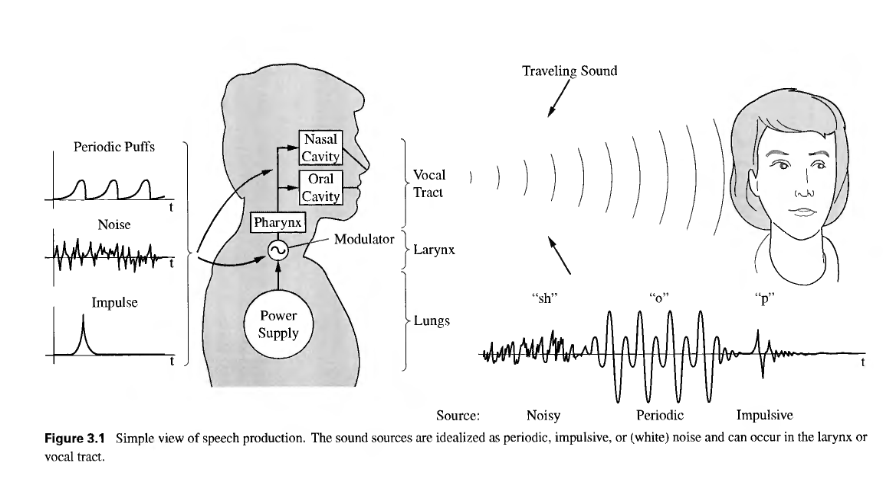 Traveling Sound
Periodic Puffs
t
Noise
t
Impulse
t
Nasal
Cavity
Oral
Cavity
Pharynx
Modulator
Power
Supply
Vocal
Tract
Larynx
Lungs
“sh” “o” “p”
t
Source: Noisy Periodic Impulsive
Figure 3.1 Simple view of speech production. The sound sources are idealized as periodic, impulsive, or (white) noise and can occur in the larynx or
vocal tract.